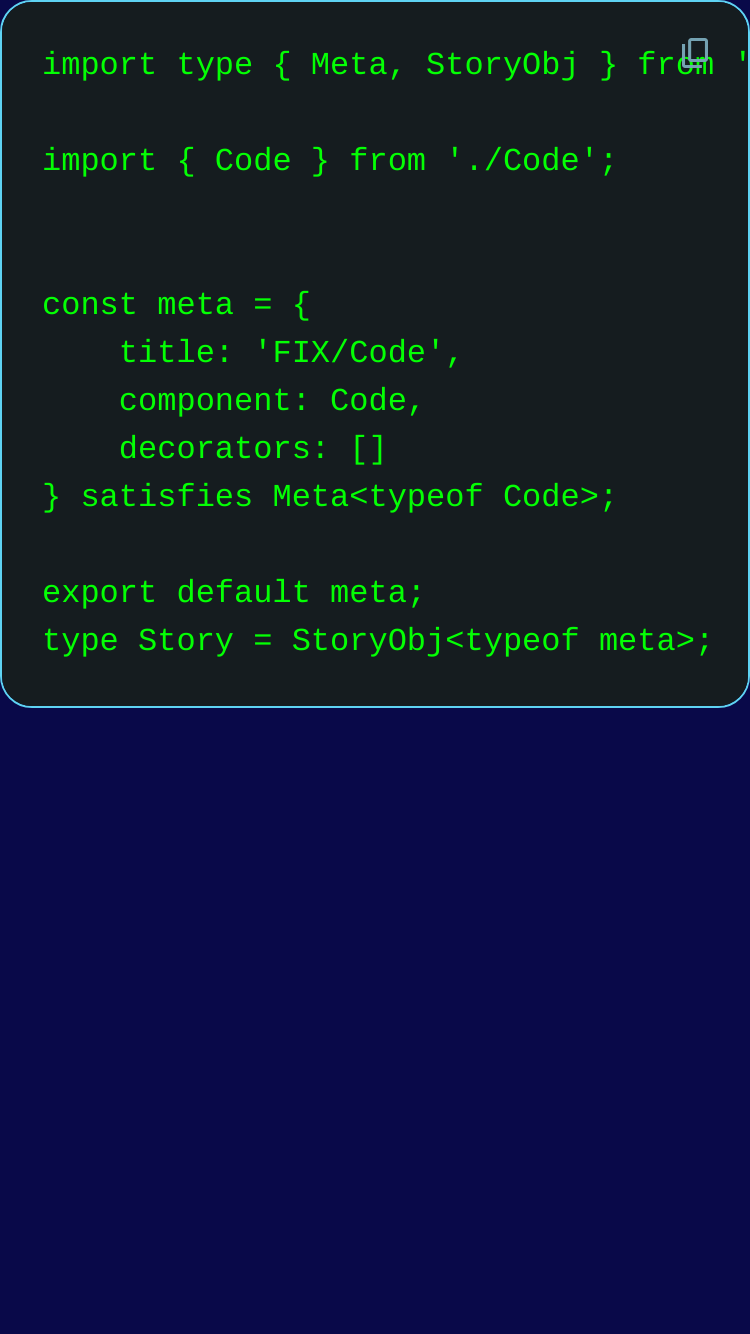 import type { Meta, StoryObj } from '
import { Code } from './Code';
const meta = {
    title: 'FIX/Code',
    component: Code,
    decorators: []
} satisfies Meta<typeof Code>;
export default meta;
type Story = StoryObj<typeof meta>;